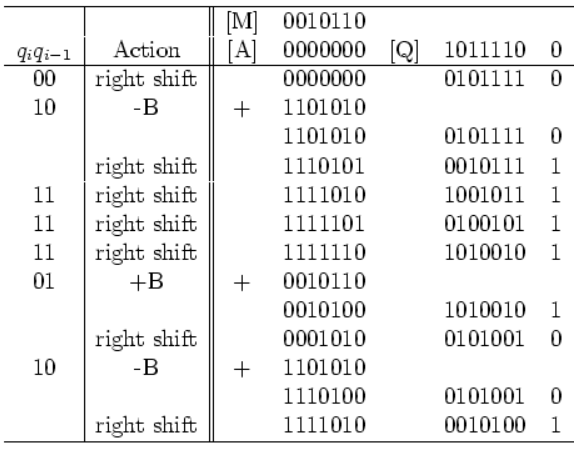 [M] 0010110
qᵢqᵢ₋₁ Action [A] 0000000 [Q] 1011110 0
00 right shift 0000000 0101111 0
10 -B + 1101010
1101010 0101111 0
right shift 1110101 0010111 1
11 right shift 1111010 1001011 1
11 right shift 1111101 0100101 1
11 right shift 1111110 1010010 1
01 +B + 0010110
0010100 1010010 1
right shift 0001010 0101001 0
10 -B + 1101010
1110100 0101001 0
right shift 1111010 0010100 1